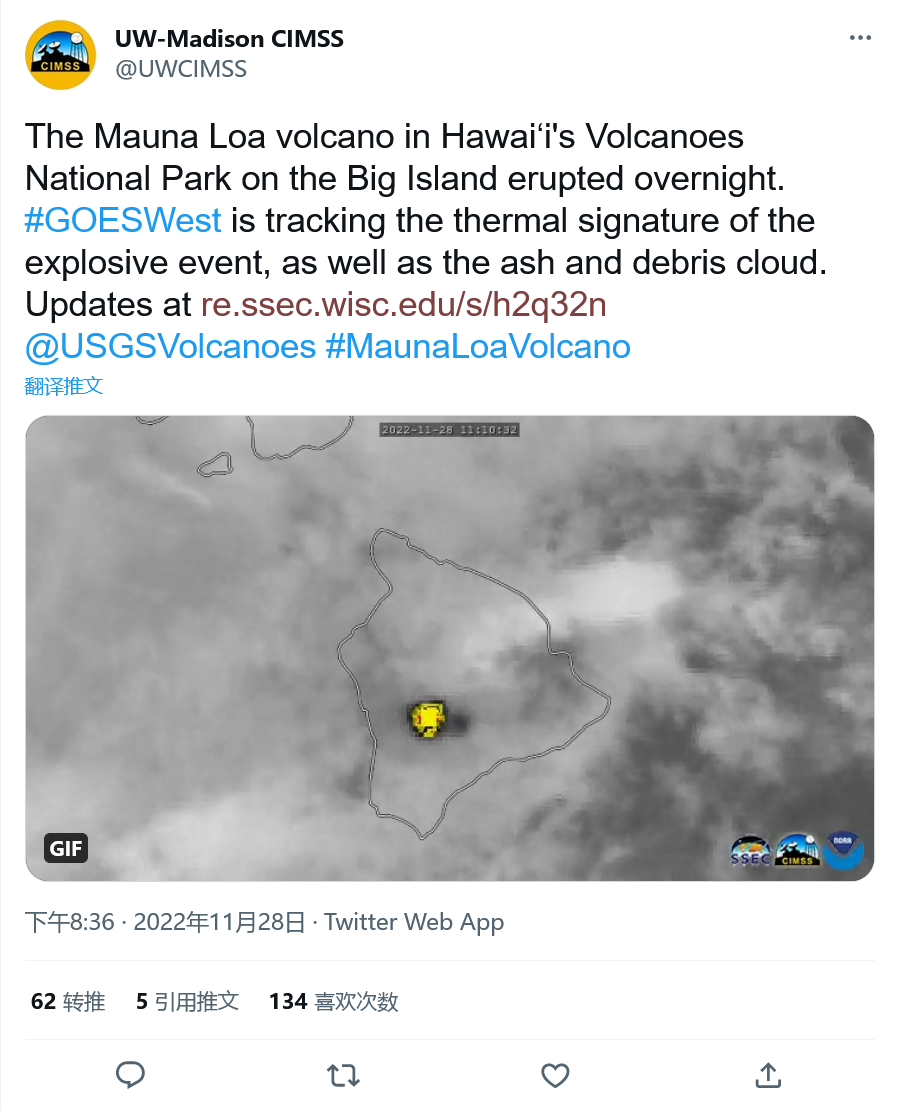 UW-Madison CIMSS
@UWCIMSS
CIMSS
The Mauna Loa volcano in Hawaiʻi's Volcanoes
National Park on the Big Island erupted overnight.
#GOESWest is tracking the thermal signature of the
explosive event, as well as the ash and debris cloud.
Updates at re.ssec.wisc.edu/s/h2q32n
@USGSVolcanoes #MaunaLoaVolcano
翻译推文
2022-11-28 11:10:32
GIF
SSEC CIMSS NOAA
下午8:36 · 2022年11月28日 · Twitter Web App
62 转推 5 引用推文 134 喜欢次数